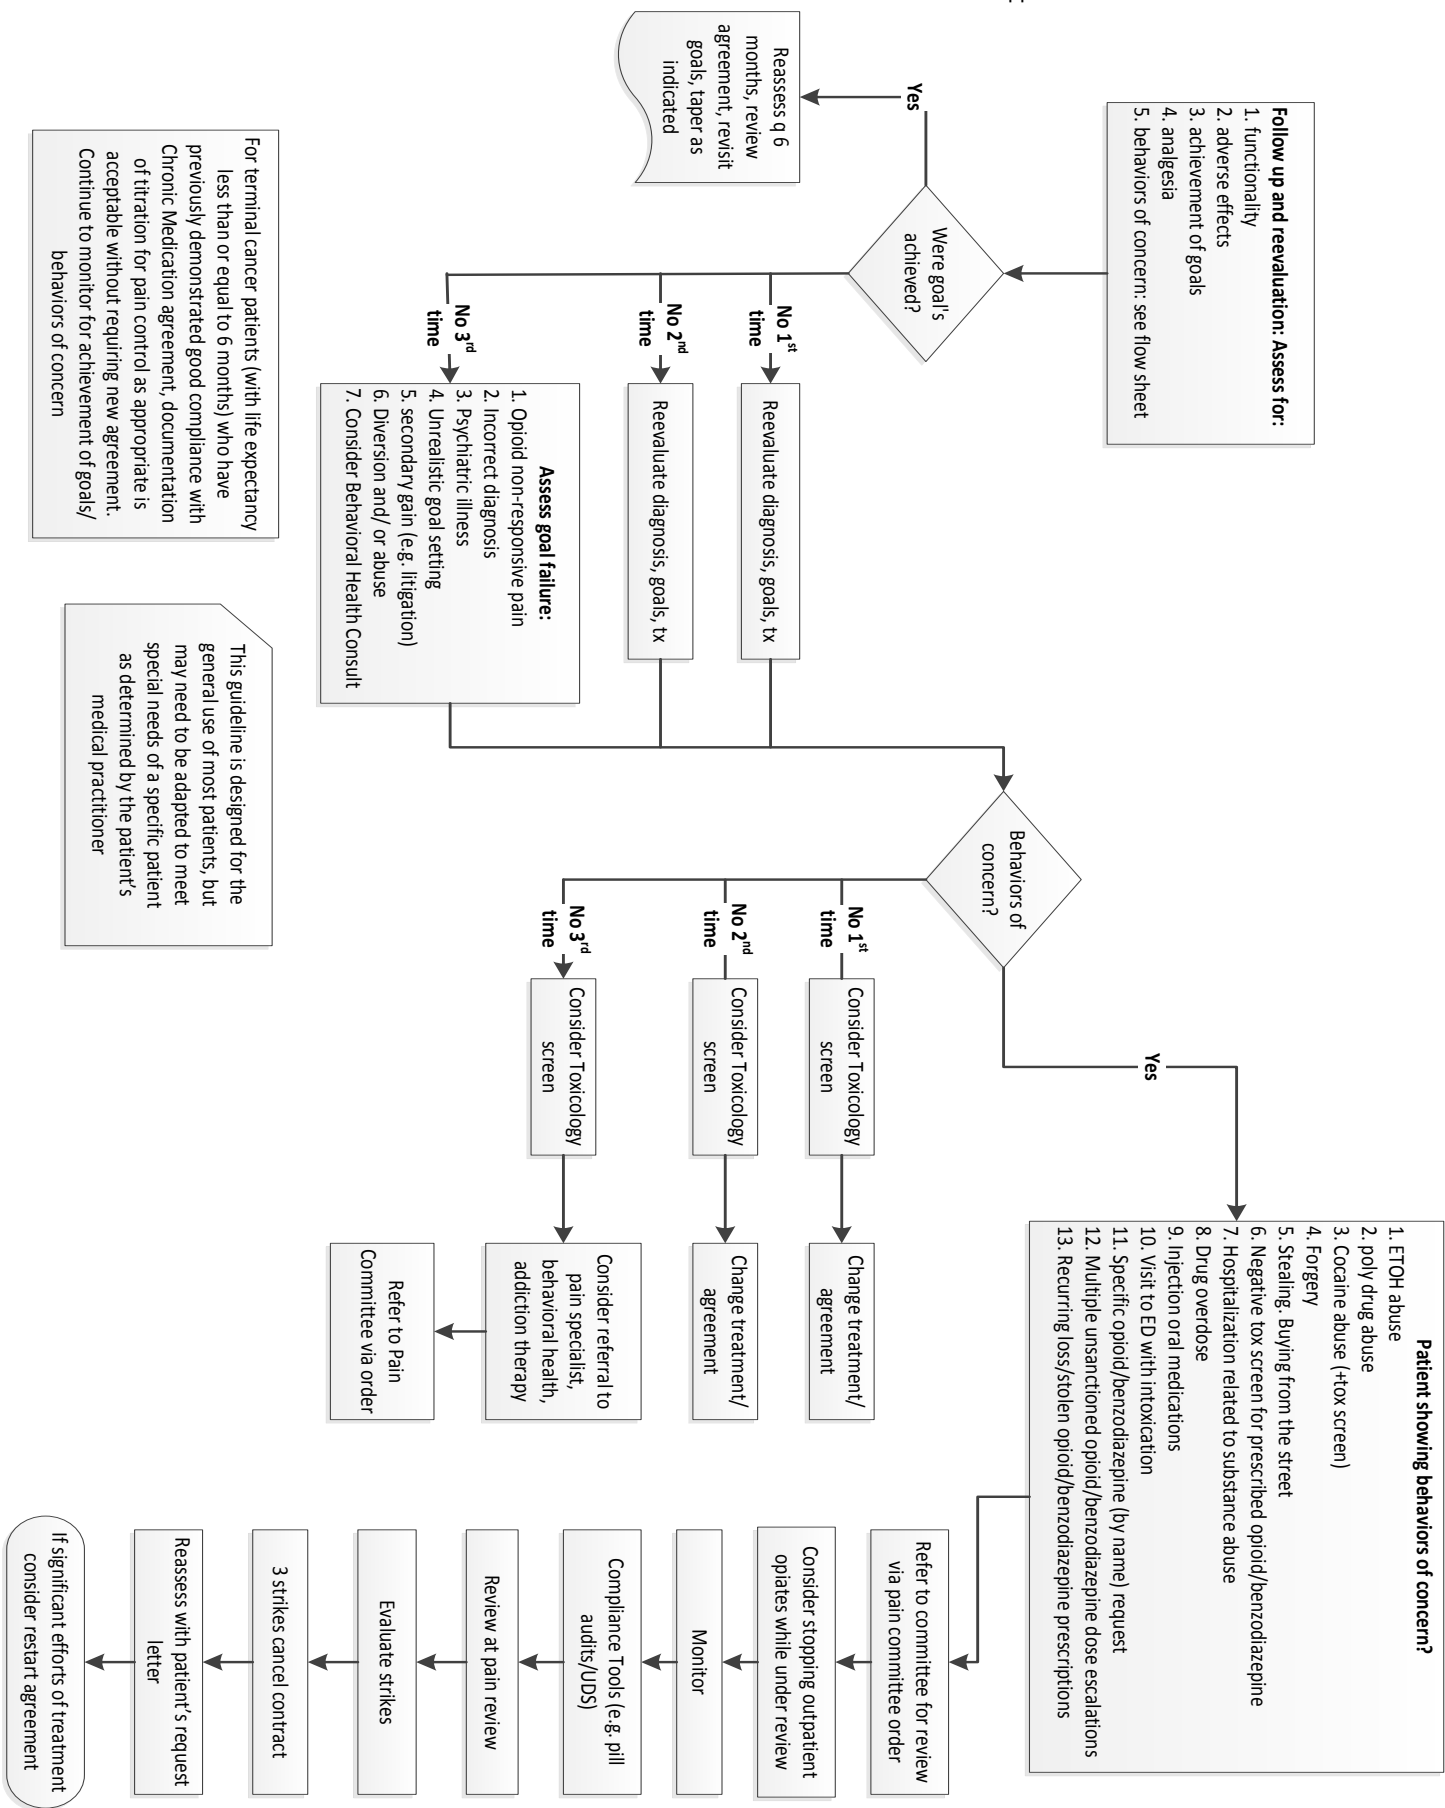 Follow up and reevaluation: Assess for:
1. functionality
2. adverse effects
3. achievement of goals
4. analgesia
5. behaviors of concern: see flow sheet
Were goal's
achieved?
Yes
Reassess q 6
months, review
agreement, revisit
goals, taper as
indicated
No 1st
time
Reevaluate diagnosis, goals, tx
No 2nd
time
Reevaluate diagnosis, goals, tx
No 3rd
time
Assess goal failure:
1. Opioid non-responsive pain
2. Incorrect diagnosis
3. Psychiatric illness
4. Unrealistic goal setting
5. secondary gain (e.g. litigation)
6. Diversion and/ or abuse
7. Consider Behavioral Health Consult
Behaviors of
concern?
Yes
Patient showing behaviors of concern?
1. ETOH abuse
2. poly drug abuse
3. Cocaine abuse (+tox screen)
4. Forgery
5. Stealing. Buying from the street
6. Negative tox screen for prescribed opioid/benzodiazepine
7. Hospitalization related to substance abuse
8. Drug overdose
9. Injection oral medications
10. Visit to ED with intoxication
11. Specific opioid/benzodiazepine (by name) request
12. Multiple unsanctioned opioid/benzodiazepine dose escalations
13. Recurring loss/stolen opioid/benzodiazepine prescriptions
No 1st
time
Consider Toxicology
screen
Change treatment/
agreement
No 2nd
time
Consider Toxicology
screen
Change treatment/
agreement
No 3rd
time
Consider Toxicology
screen
Consider referral to
pain specialist,
behavioral health,
addiction therapy
Refer to Pain
Committee via order
Refer to committee for review
via pain committee order
Consider stopping outpatient
opiates while under review
Monitor
Compliance Tools (e.g. pill
audits/UDS)
Review at pain review
Evaluate strikes
3 strikes cancel contract
Reassess with patient's request
letter
If significant efforts of treatment
consider restart agreement
For terminal cancer patients (with life expectancy
less than or equal to 6 months) who have
previously demonstrated good compliance with
Chronic Medication agreement, documentation
of titration for pain control as appropriate is
acceptable without requiring new agreement.
Continue to monitor for achievement of goals/
behaviors of concern
This guideline is designed for the
general use of most patients, but
may need to be adapted to meet
special needs of a specific patient
as determined by the patient's
medical practitioner